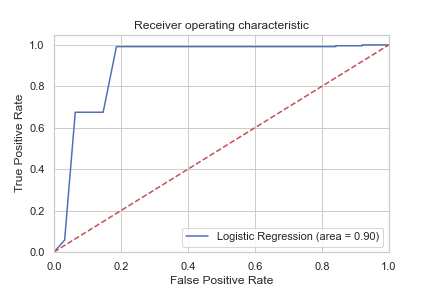 Receiver operating characteristic
True Positive Rate
1.0
0.8
0.6
0.4
0.2
0.0
Logistic Regression (area = 0.90)
0.0 0.2 0.4 0.6 0.8 1.0
False Positive Rate